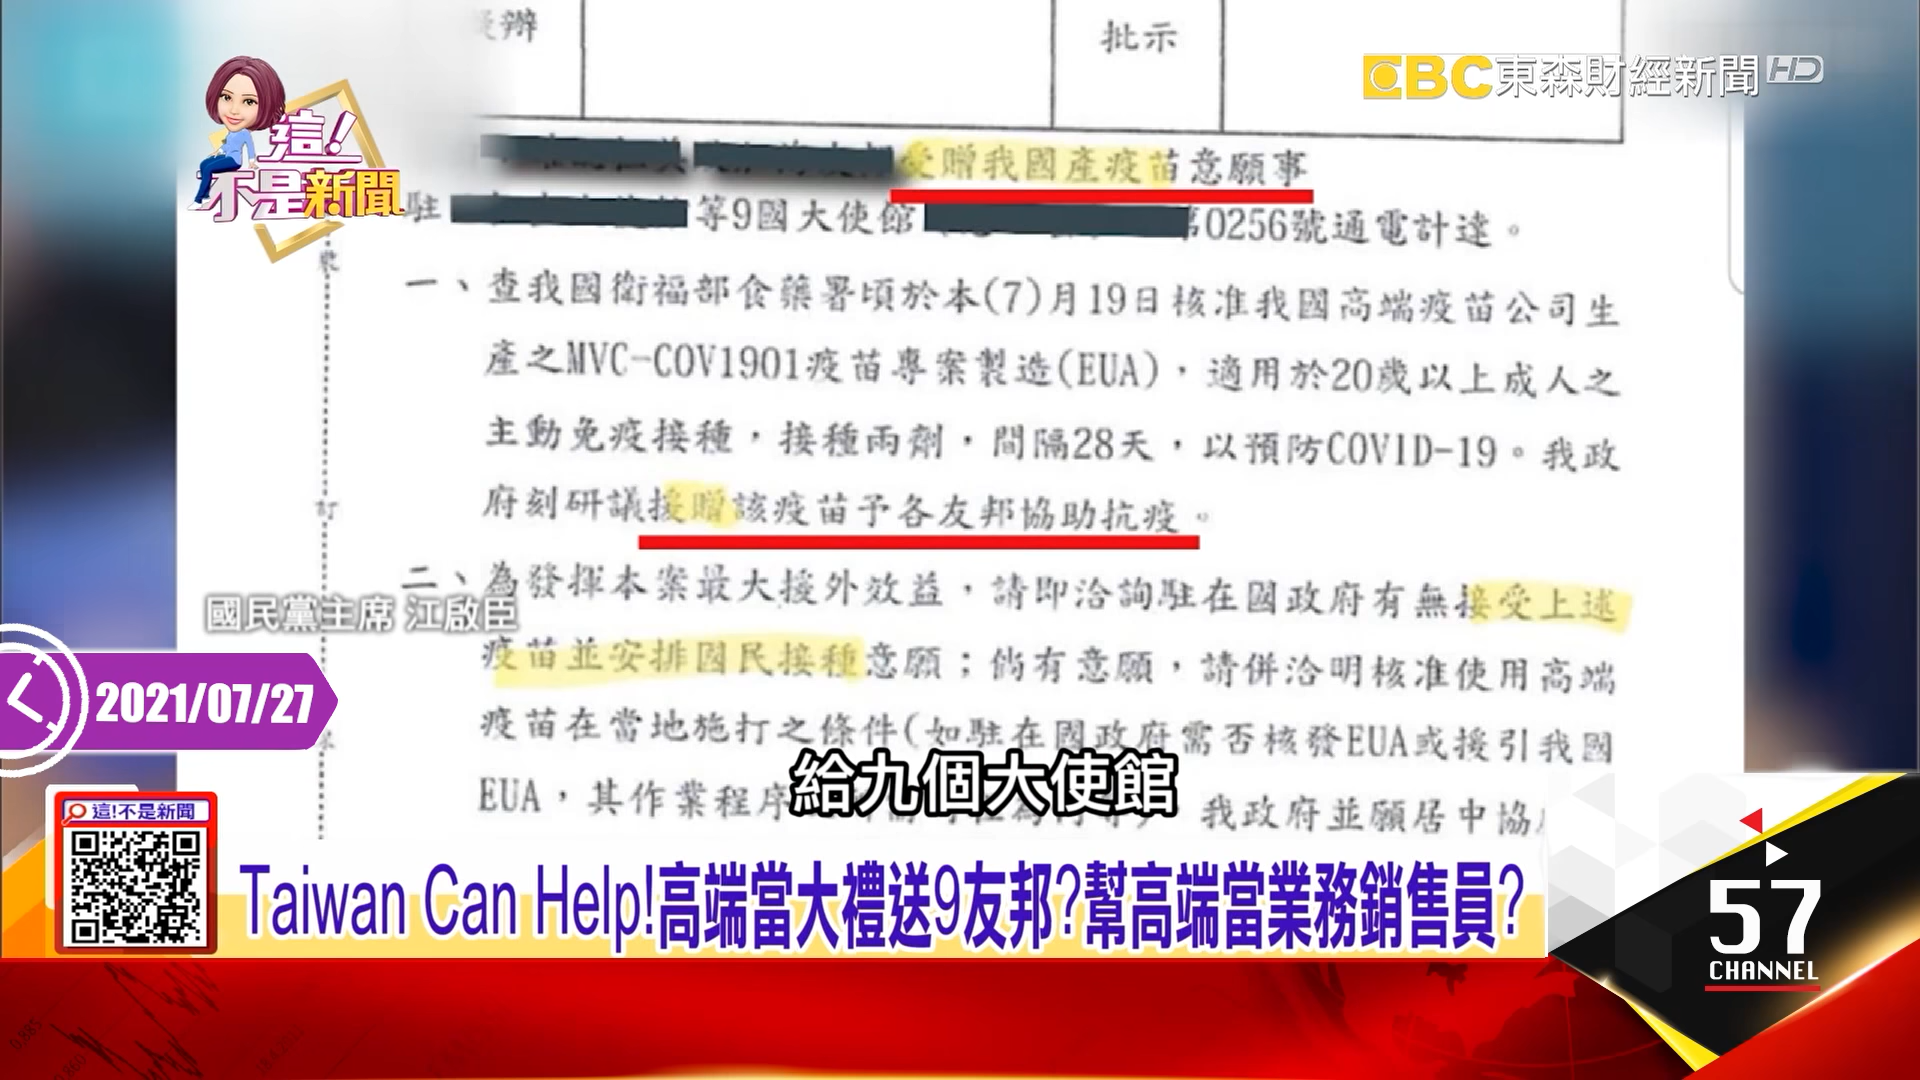 擬辦
批示
EBC東森財經新聞HD
這!
不是新聞
受贈我國產疫苗意願事
駐 等9國大使館 第0256號通電計達。
一、查我國衛福部食藥署頃於本(7)月19日核准我國高端疫苗公司生
產之MVC-COV1901疫苗專案製造(EUA),適用於20歲以上成人之
主動免疫接種,接種兩劑,間隔28天,以預防COVID-19。我政
府刻研議援贈該疫苗予各友邦協助抗疫。
二、為發揮本案最大援外效益,請即洽詢駐在國政府有無接受上述
疫苗並安排國民接種意願;倘有意願,請併洽明核准使用高端
疫苗在當地施打之條件(如駐在國政府需否核發EUA或援引我國
EUA,其作業程序 我政府並願居中協
訂
國民黨主席 江啟臣
2021/07/27
給九個大使館
這!不是新聞
Taiwan Can Help!高端當大禮送9友邦?幫高端當業務銷售員?
57
CHANNEL